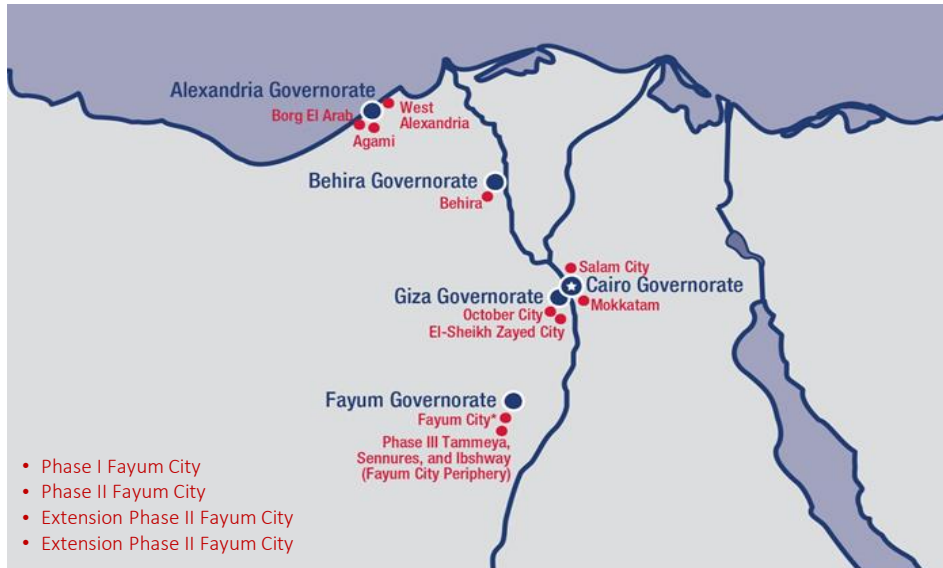 Alexandria Governorate
Borg El Arab
West
Alexandria
Agami
Behira Governorate
Behira
Salam City
Cairo Governorate
Giza Governorate
Mokkatam
October City
El-Sheikh Zayed City
Fayum Governorate
Fayum City*
Phase III Tammeya,
Sennures, and Ibshway
(Fayum City Periphery)
• Phase I Fayum City
• Phase II Fayum City
• Extension Phase II Fayum City
• Extension Phase II Fayum City